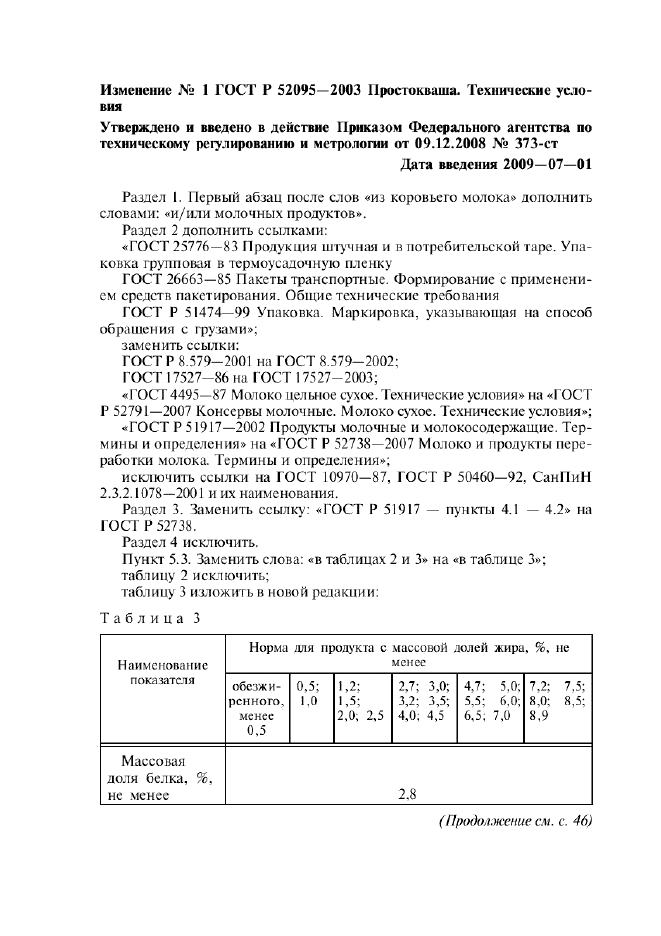 Изменение № 1 ГОСТ Р 52095—2003 Простокваша. Технические усло-
вия
Утверждено и введено в действие Приказом Федерального агентства по
техническому регулированию и метрологии от 09.12.2008 № 373-ст
Дата введения 2009—07—01
Раздел 1. Первый абзац после слов «из коровьего молока» дополнить
словами: «и/или молочных продуктов».
Раздел 2 дополнить ссылками:
«ГОСТ 25776—83 Продукция штучная и в потребительской таре. Упа-
ковка групповая в термоусадочную пленку
ГОСТ 26663—85 Пакеты транспортные. Формирование с применени-
ем средств пакетирования. Общие технические требования
ГОСТ Р 51474—99 Упаковка. Маркировка, указывающая на способ
обращения с грузами»;
заменить ссылки:
ГОСТ Р 8.579—2001 на ГОСТ 8.579—2002;
ГОСТ 17527—86 на ГОСТ 17527—2003;
«ГОСТ 4495—87 Молоко цельное сухое. Технические условия» на «ГОСТ
Р 52791—2007 Консервы молочные. Молоко сухое. Технические условия»;
«ГОСТ Р 51917—2002 Продукты молочные и молокосодержащие. Тер-
мины и определения» на «ГОСТ Р 52738—2007 Молоко и продукты пере-
работки молока. Термины и определения»;
исключить ссылки на ГОСТ 10970—87, ГОСТ Р 50460—92, СанПиН
2.3.2.1078—2001 и их наименования.
Раздел 3. Заменить ссылку: «ГОСТ Р 51917 — пункты 4.1 — 4.2» на
ГОСТ Р 52738.
Раздел 4 исключить.
Пункт 5.3. Заменить слова: «в таблицах 2 и 3» на «в таблице 3»;
таблицу 2 исключить;
таблицу 3 изложить в новой редакции:
Таблица 3
Наименование
показателя
Норма для продукта с массовой долей жира, %, не
менее
обезжи-
ренного,
менее
0,5
0,5;
1,0
1,2;
1,5;
2,0; 2,5
2,7; 3,0;
3,2; 3,5;
4,0; 4,5
4,7; 5,0;
5,5; 6,0;
6,5; 7,0
7,2; 7,5;
8,0; 8,5;
8,9
Массовая
доля белка, %,
не менее
2,8
(Продолжение см. с. 46)